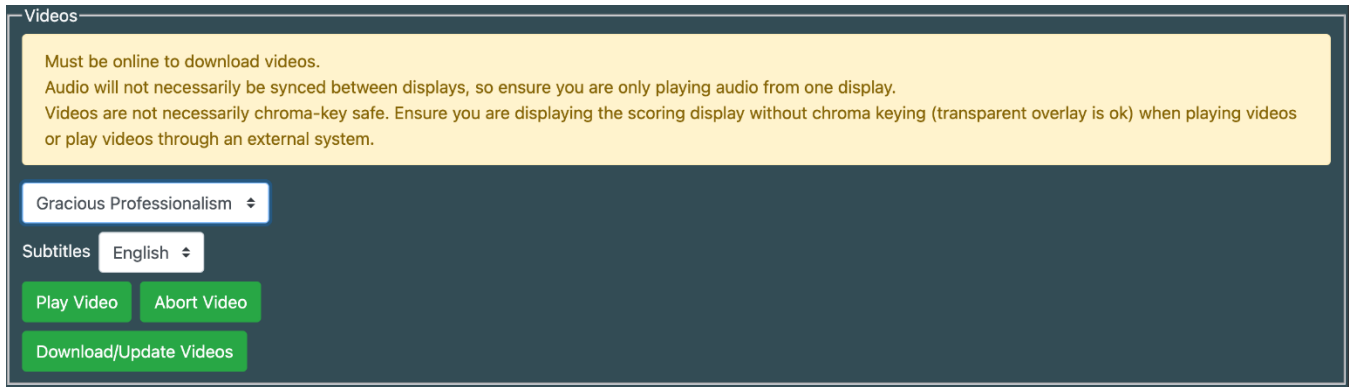 Videos
Must be online to download videos.
Audio will not necessarily be synced between displays, so ensure you are only playing audio from one display.
Videos are not necessarily chroma-key safe. Ensure you are displaying the scoring display without chroma keying (transparent overlay is ok) when playing videos
or play videos through an external system.
Gracious Professionalism
Subtitles English
Play Video Abort Video
Download/Update Videos